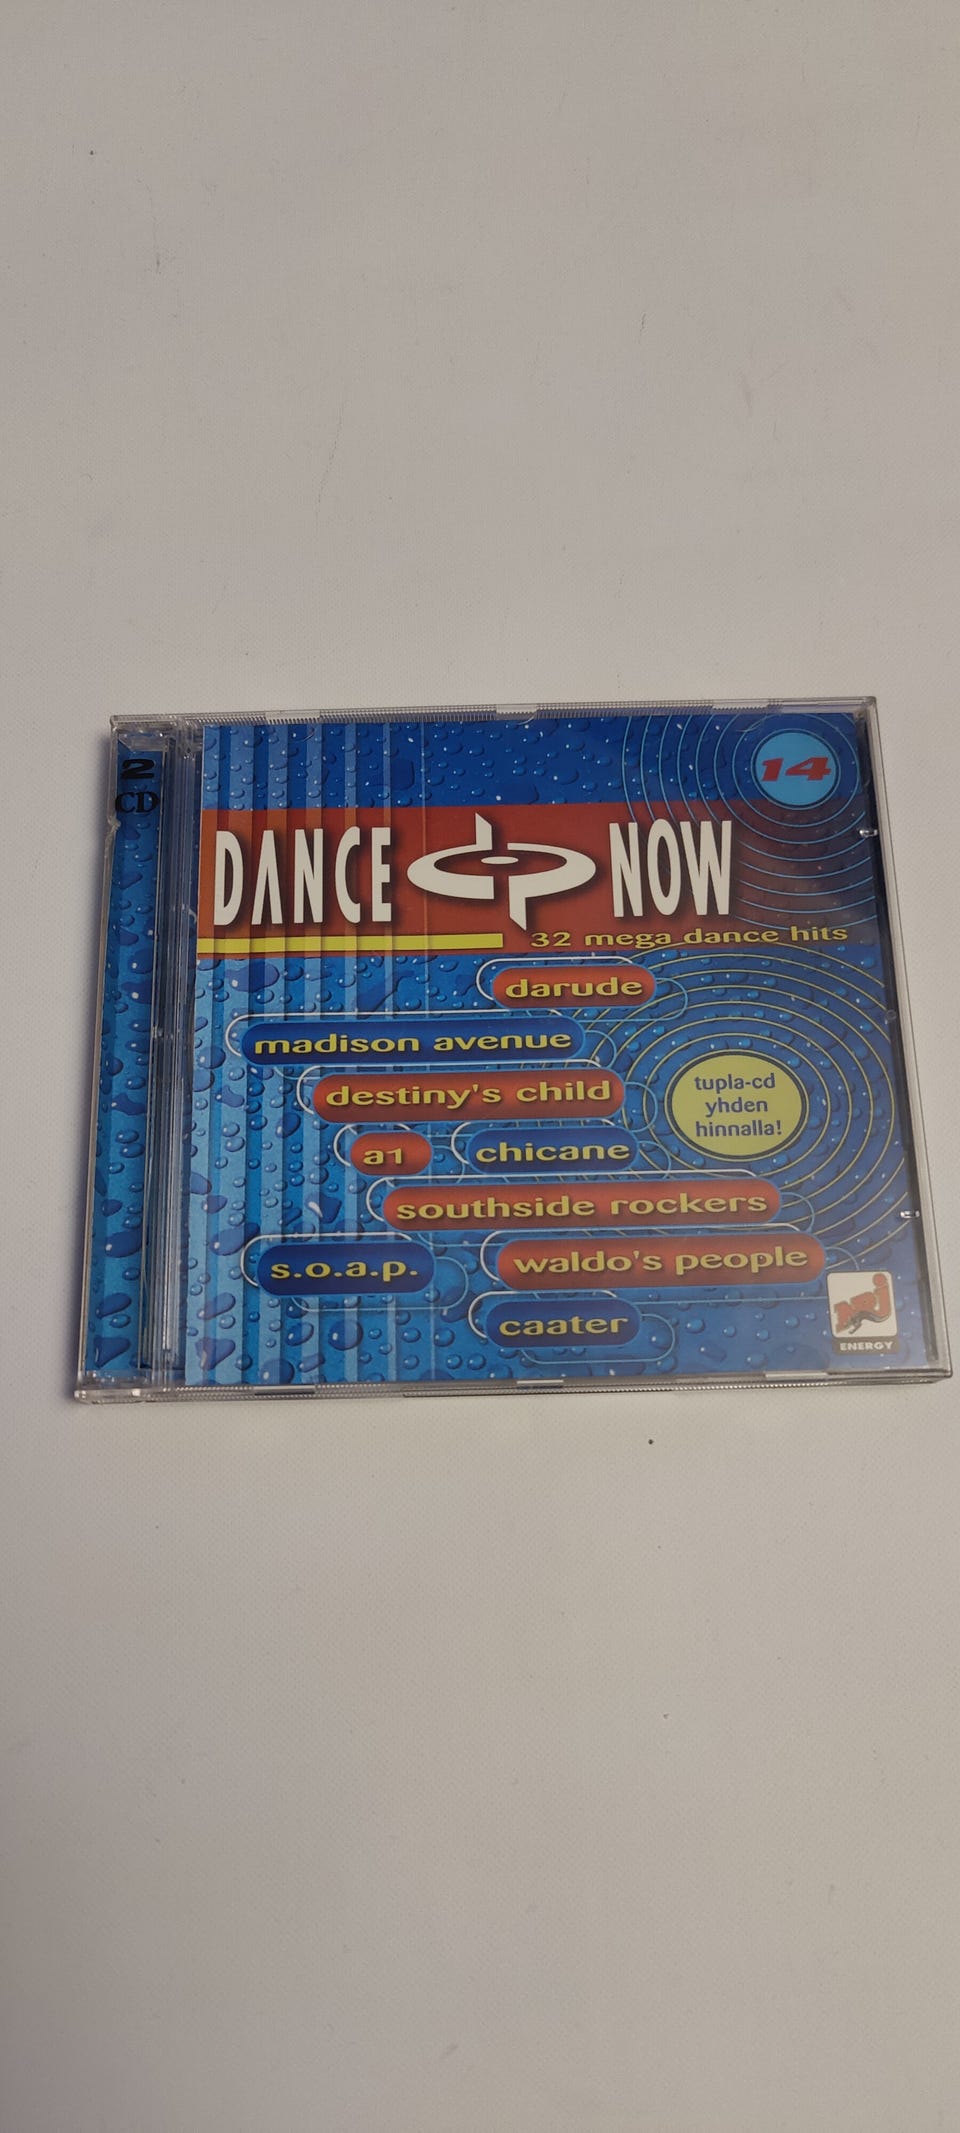 2
CD
14
DANCE NOW
32 mega dance hits
darude
madison avenue
destiny's child
tupla-cd
yhden
hinnalla!
a1 chicane
southside rockers
s.o.a.p. waldo's people
caater
NRJ
ENERGY